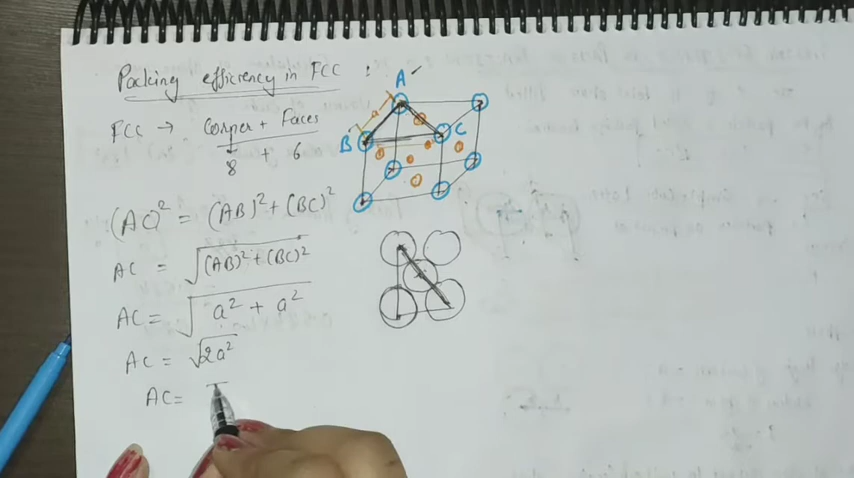 Packing efficiency in FCC :
FCC → Corner + Faces
8 + 6
A
B
C
a
(AC)² = (AB)² + (BC)²
AC = √(AB)² + (BC)²
AC = √a² + a²
AC = √2a²
AC =